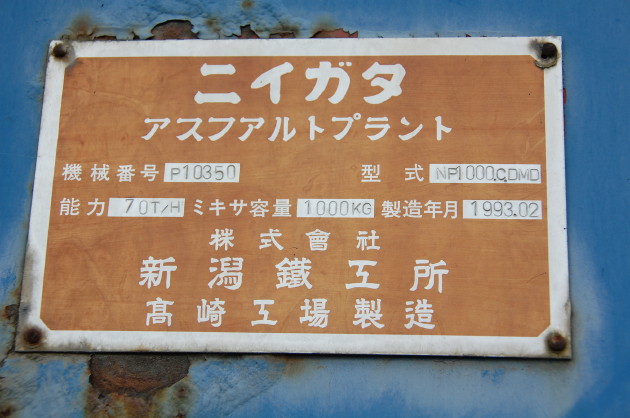 ニイガタ
アスファルトプラント
機械番号 P10350 型式 NP1000CDMD
能力 70T/H ミキサ容量 1000KG 製造年月 1993.02
株式會社
新潟鐵工所
高崎工場製造